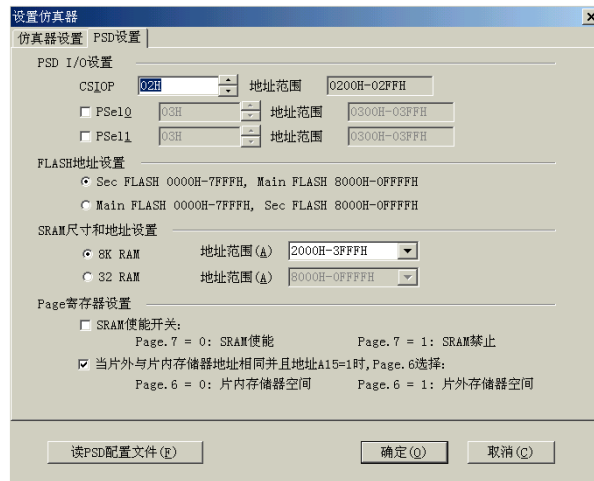 设置仿真器
仿真器设置 PSD设置
PSD I/O设置
CSIOP 02H 地址范围 0200H-02FFH
PSel0 03H 地址范围 0300H-03FFH
PSel1 03H 地址范围 0300H-03FFH
FLASH地址设置
Sec FLASH 0000H-7FFFH, Main FLASH 8000H-0FFFFH
Main FLASH 0000H-7FFFH, Sec FLASH 8000H-0FFFFH
SRAM尺寸和地址设置
8K RAM 地址范围(A) 2000H-3FFFH
32 RAM 地址范围(A) 8000H-0FFFFH
Page寄存器设置
SRAM使能开关:
Page.7 = 0: SRAM使能 Page.7 = 1: SRAM禁止
当片外与片内存储器地址相同并且地址A15=1时,Page.6选择:
Page.6 = 0: 片内存储器空间 Page.6 = 1: 片外存储器空间
读PSD配置文件(F) 确定(O) 取消(C)